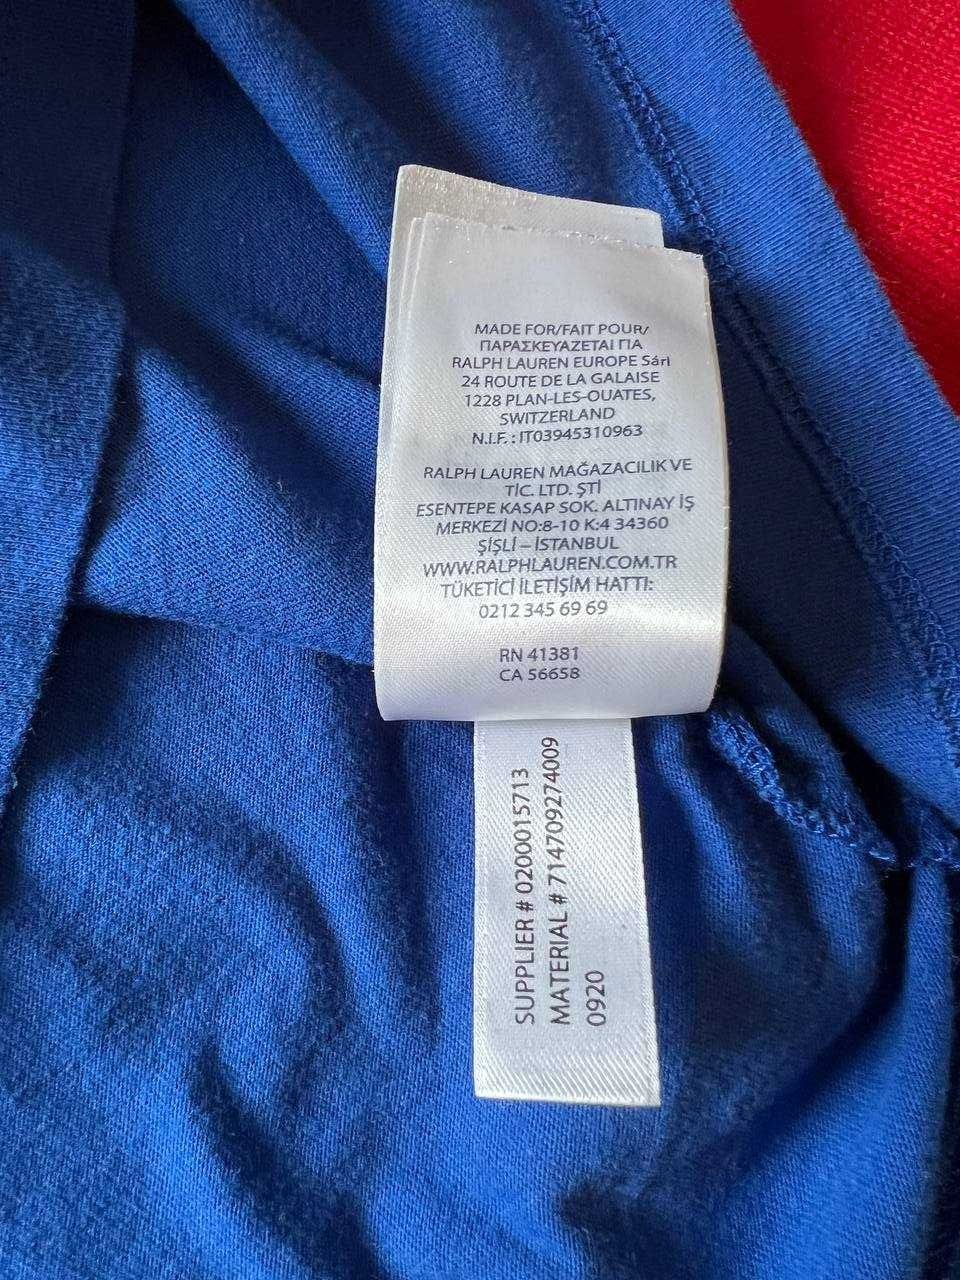 MADE FOR/FAIT POUR/
ΠΑΡΑΣΚΕΥΑΖΕΤΑΙ ΓΙΑ
RALPH LAUREN EUROPE Sárl
24 ROUTE DE LA GALAISE
1228 PLAN-LES-OUATES,
SWITZERLAND
N.I.F. : IT03945310963
RALPH LAUREN MAĞAZACILIK VE
TİC. LTD. ŞTİ
ESENTEPE KASAP SOK. ALTINAY İŞ
MERKEZİ NO:8-10 K:4 34360
ŞİŞLİ – İSTANBUL
WWW.RALPHLAUREN.COM.TR
TÜKETİCİ İLETİŞİM HATTI:
0212 345 69 69
RN 41381
CA 56658
SUPPLIER # 0200015713
MATERIAL # 714709274009
0920